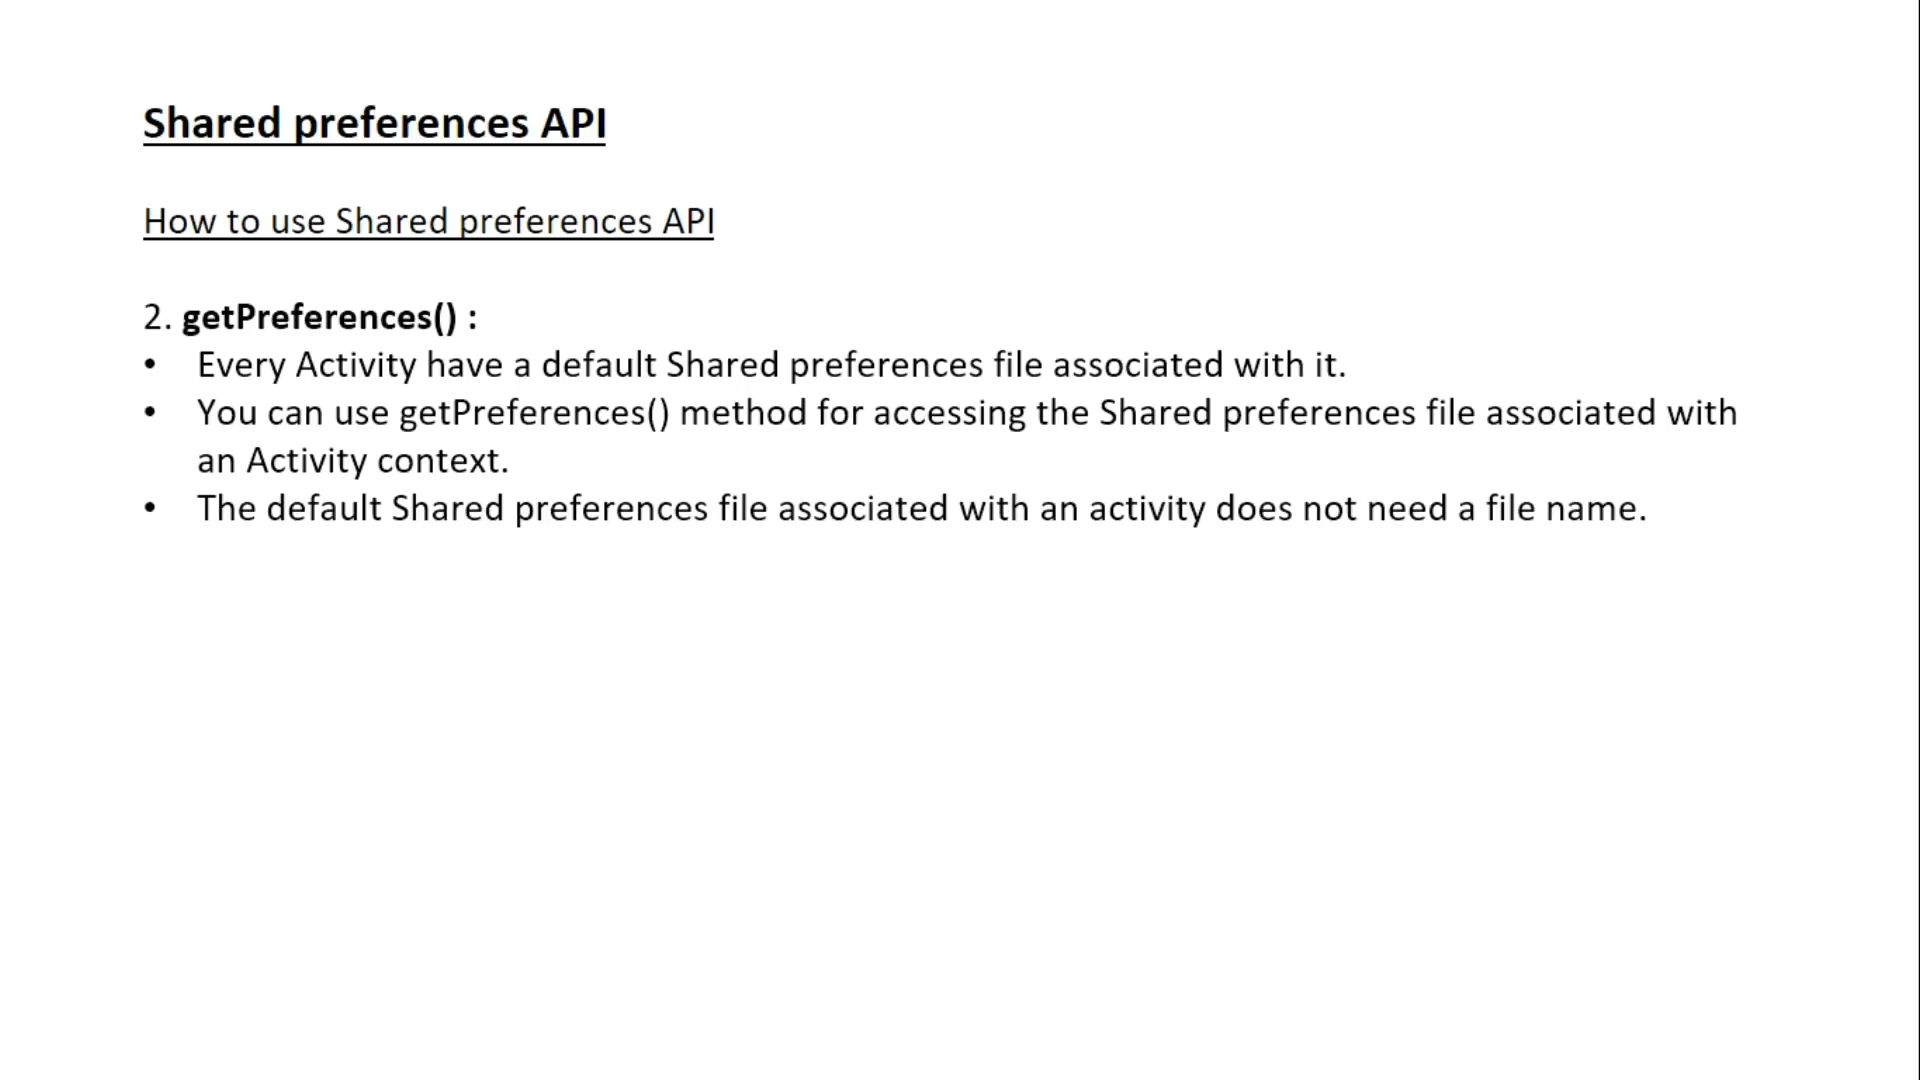 Shared preferences API
How to use Shared preferences API
2. getPreferences() :
• Every Activity have a default Shared preferences file associated with it.
• You can use getPreferences() method for accessing the Shared preferences file associated with
an Activity context.
• The default Shared preferences file associated with an activity does not need a file name.